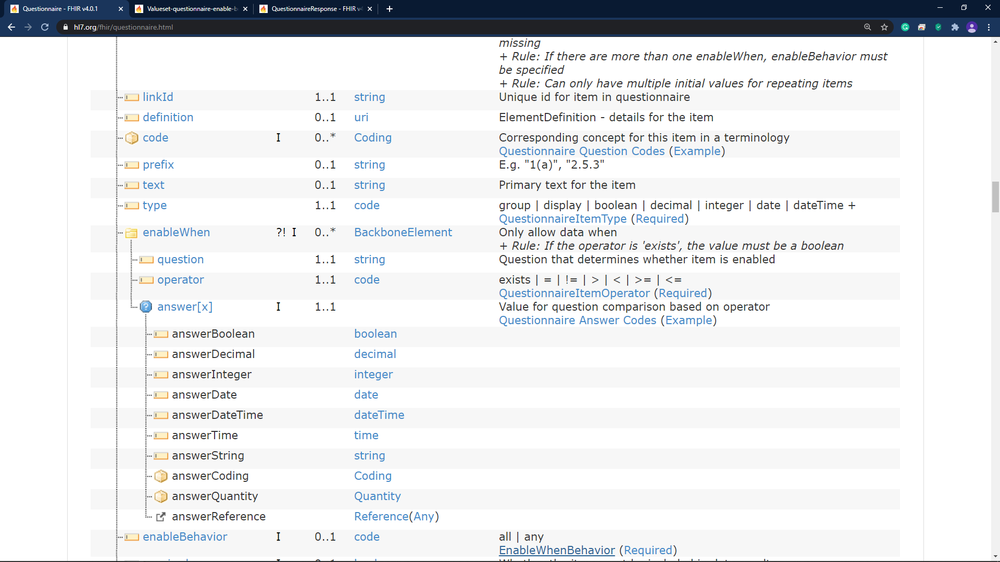 Questionnaire - FHIR v4.0.1
Valueset-questionnaire-enable-b
QuestionnaireResponse - FHIR v4
hl7.org/fhir/questionnaire.html
missing
+ Rule: If there are more than one enableWhen, enableBehavior must
be specified
+ Rule: Can only have multiple initial values for repeating items
linkId 1..1 string Unique id for item in questionnaire
definition 0..1 uri ElementDefinition - details for the item
code I 0..* Coding Corresponding concept for this item in a terminology
Questionnaire Question Codes (Example)
prefix 0..1 string E.g. "1(a)", "2.5.3"
text 0..1 string Primary text for the item
type 1..1 code group | display | boolean | decimal | integer | date | dateTime +
QuestionnaireItemType (Required)
enableWhen ?! I 0..* BackboneElement Only allow data when
+ Rule: If the operator is 'exists', the value must be a boolean
question 1..1 string Question that determines whether item is enabled
operator 1..1 code exists | = | != | > | < | >= | <=
QuestionnaireItemOperator (Required)
answer[x] I 1..1 Value for question comparison based on operator
Questionnaire Answer Codes (Example)
answerBoolean boolean
answerDecimal decimal
answerInteger integer
answerDate date
answerDateTime dateTime
answerTime time
answerString string
answerCoding Coding
answerQuantity Quantity
answerReference Reference(Any)
enableBehavior I 0..1 code all | any
EnableWhenBehavior (Required)